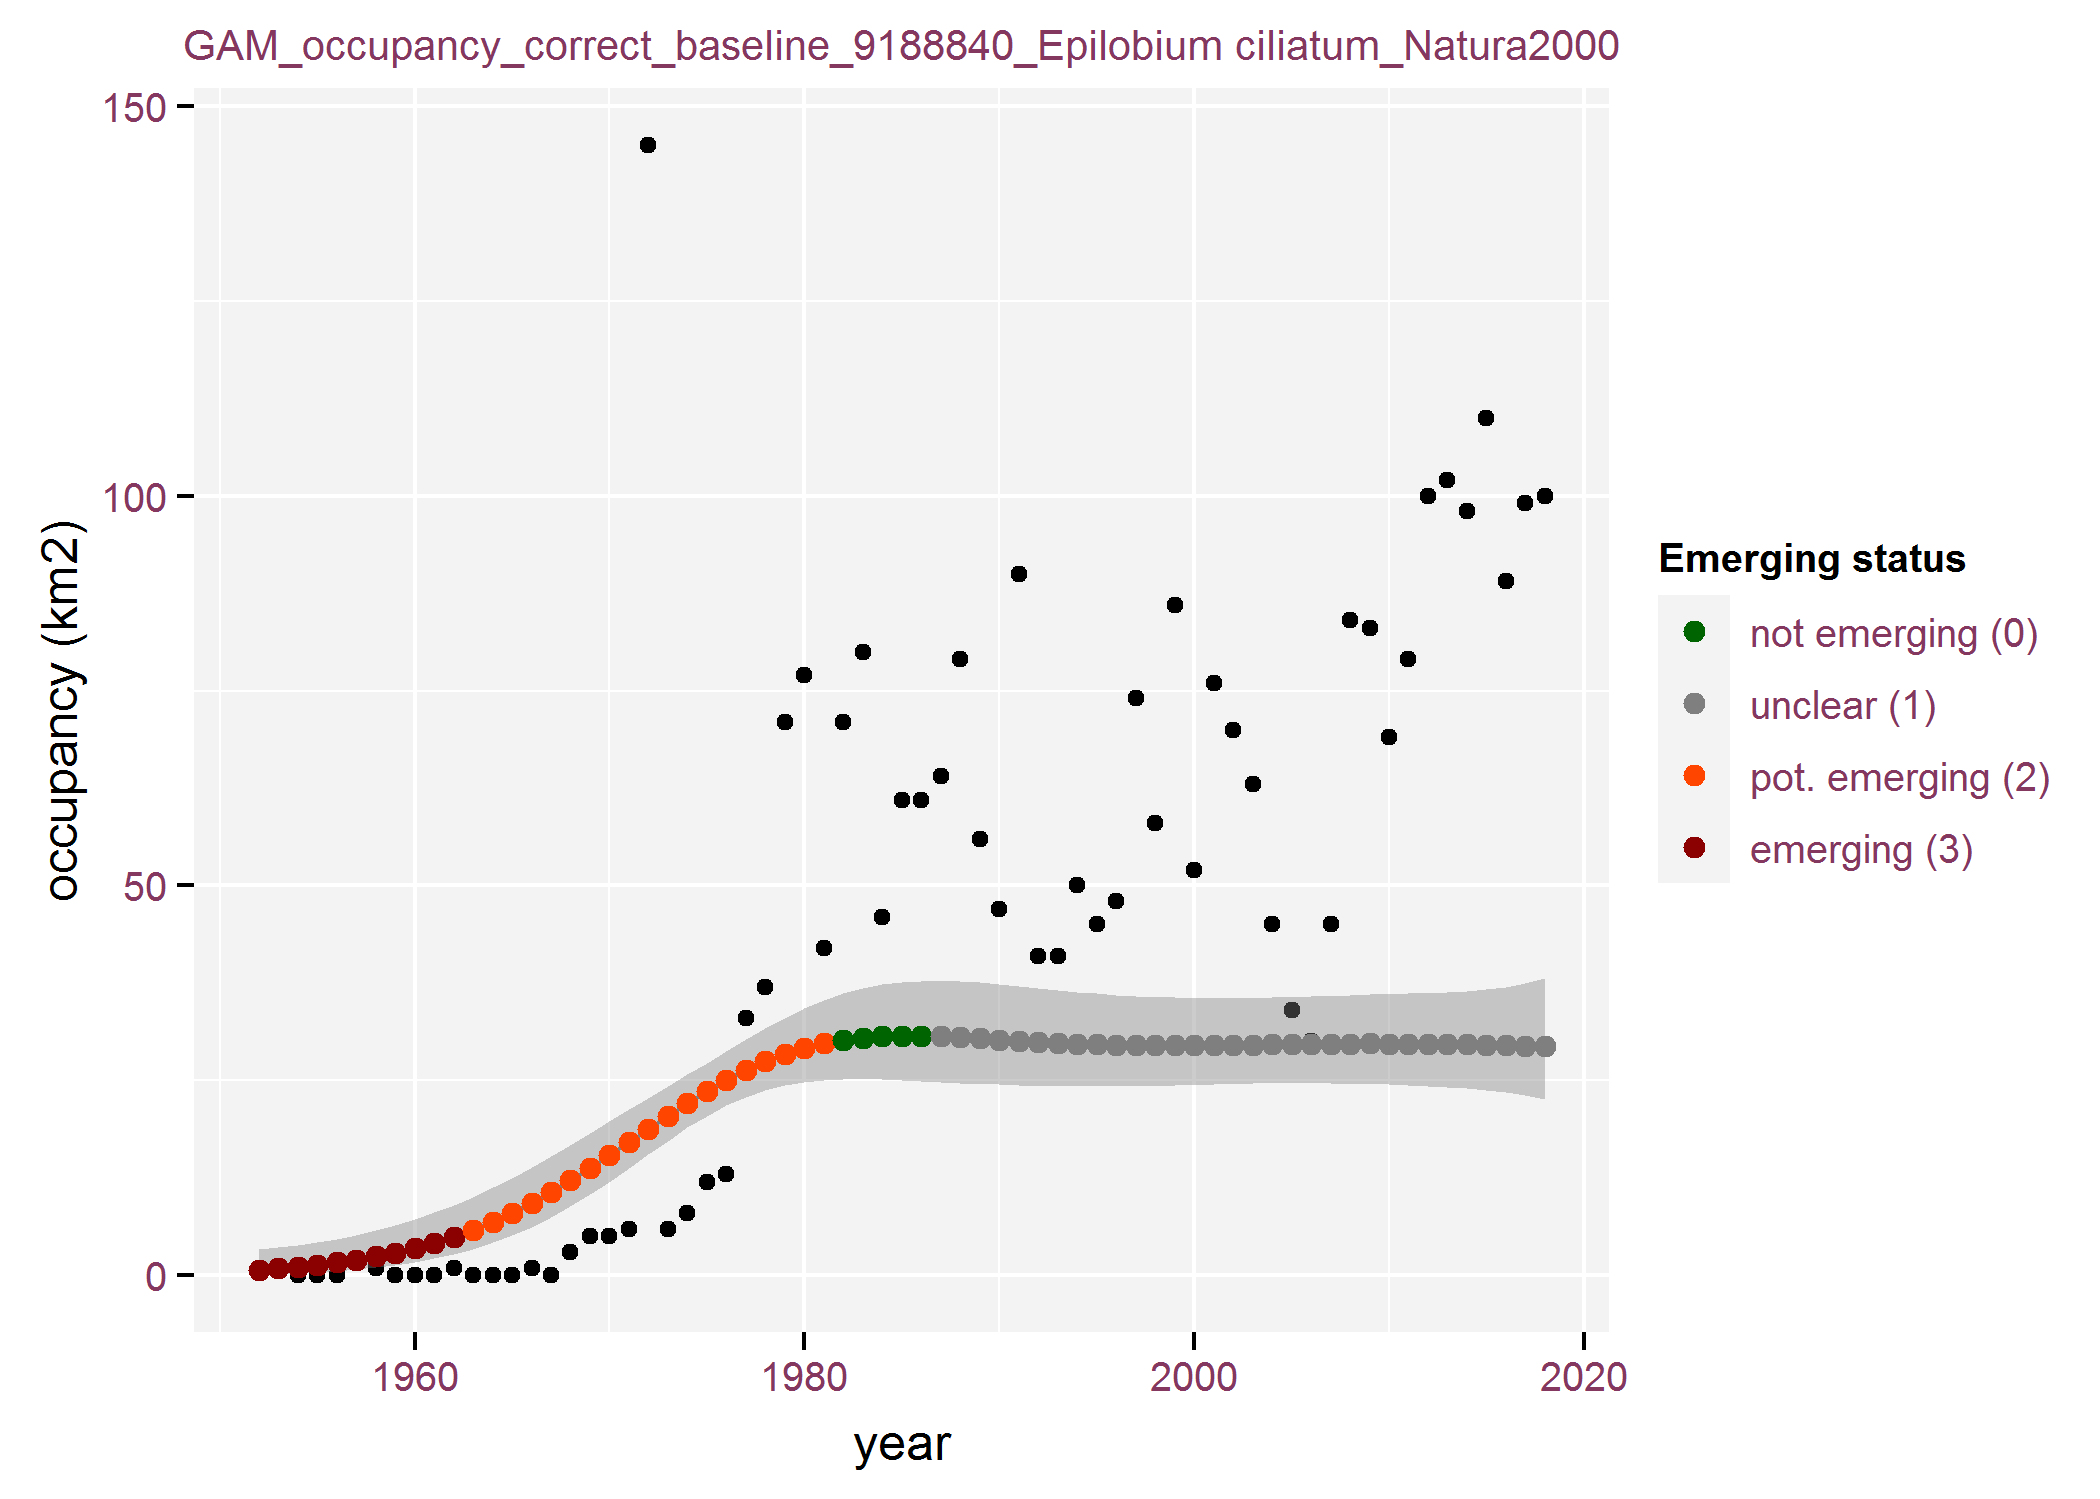 GAM_occupancy_correct_baseline_9188840_Epilobium ciliatum_Natura2000
150
100
50
0
occupancy (km2)
1960
1980
2000
2020
year
Emerging status
not emerging (0)
unclear (1)
pot. emerging (2)
emerging (3)